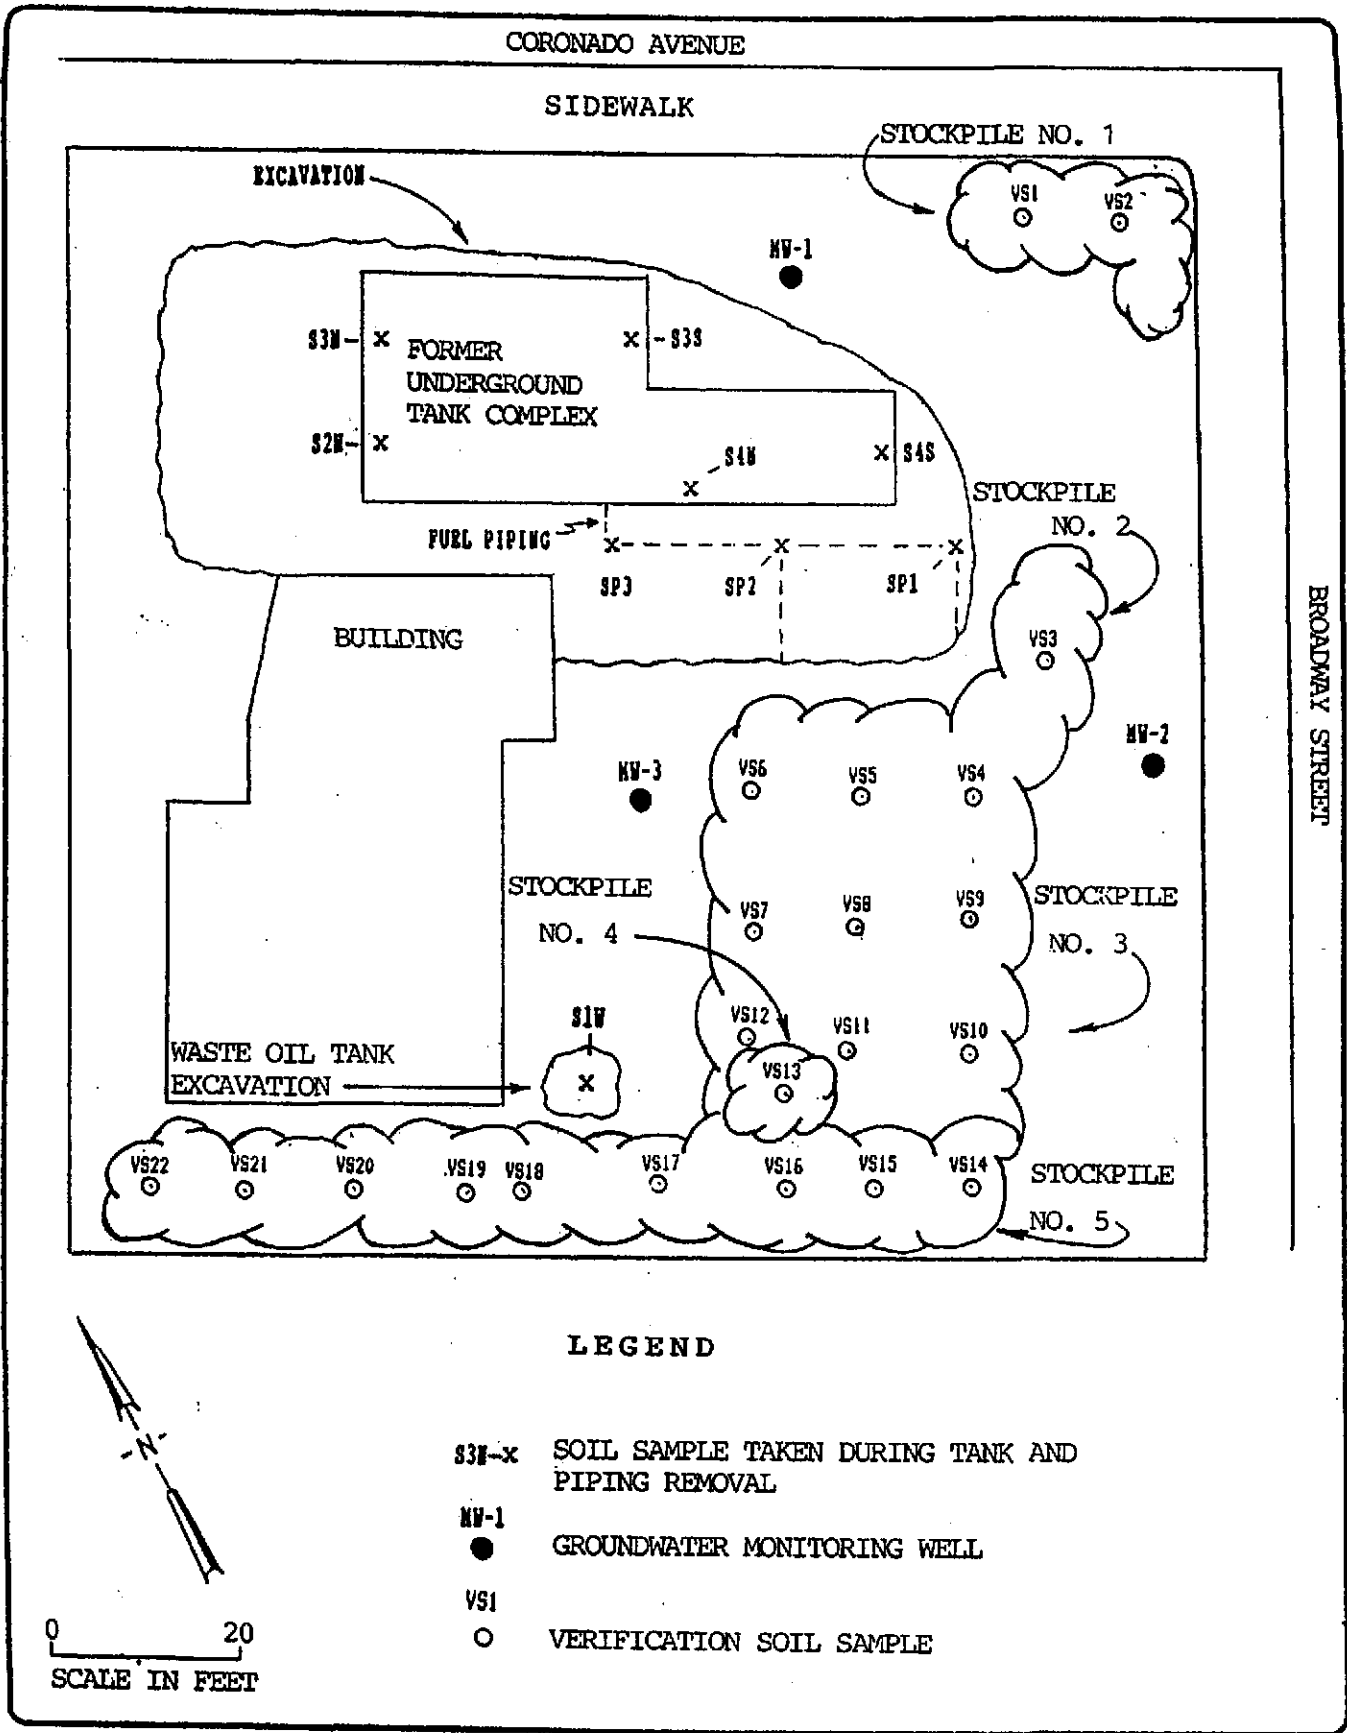 CORONADO AVENUE
SIDEWALK
STOCKPILE NO. 1
EXCAVATION
VS1
VS2
MW-1
S3N
S3S
FORMER
UNDERGROUND
TANK COMPLEX
S2N
S4N
S4S
STOCKPILE
NO. 2
FUEL PIPING
SP3
SP2
SP1
BROADWAY STREET
BUILDING
VS3
MW-2
MW-3
VS6
VS5
VS4
STOCKPILE
NO. 4
VS7
VS8
VS9
STOCKPILE
NO. 3
S1W
VS12
VS11
VS10
WASTE OIL TANK
EXCAVATION
VS13
VS22
VS21
VS20
VS19
VS18
VS17
VS16
VS15
VS14
STOCKPILE
NO. 5
LEGEND
N
S3N-X SOIL SAMPLE TAKEN DURING TANK AND
PIPING REMOVAL
MW-1
GROUNDWATER MONITORING WELL
VS1
VERIFICATION SOIL SAMPLE
0 20
SCALE IN FEET